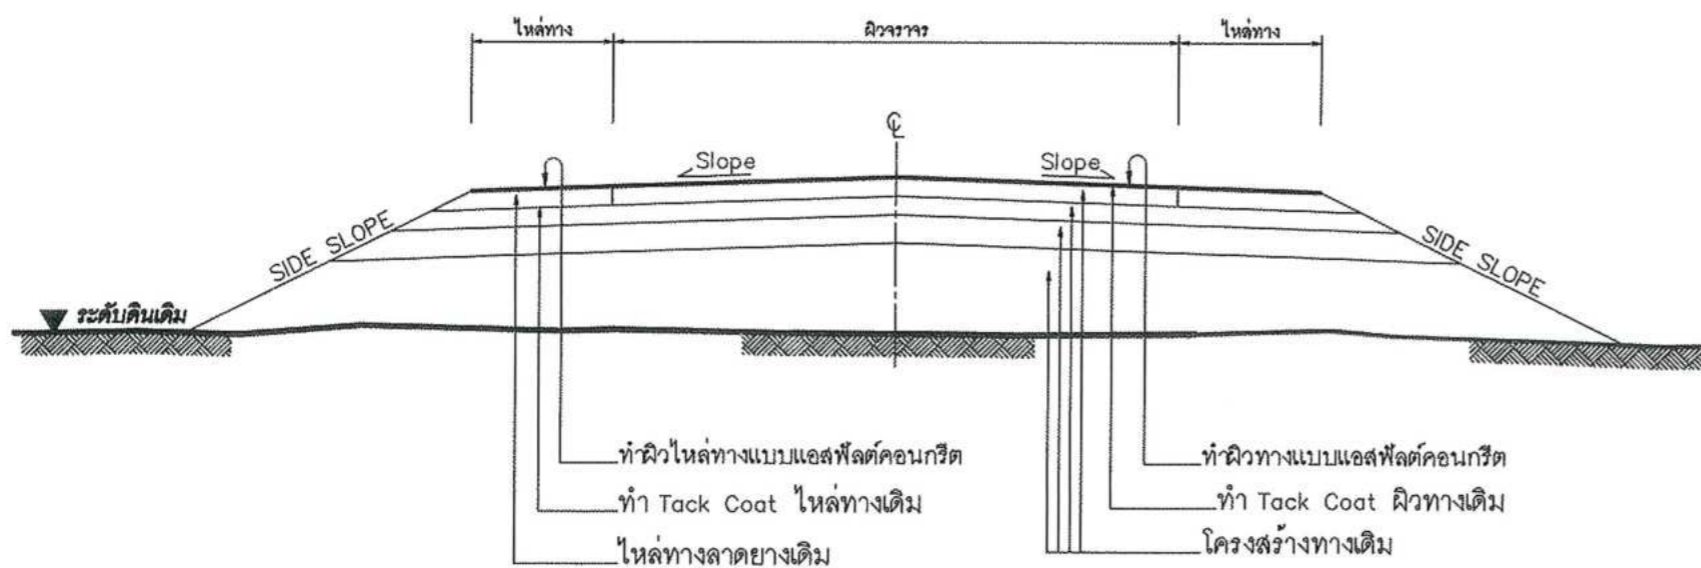 ไหล่ทาง ผิวจราจร ไหล่ทาง
℄
Slope Slope
SIDE SLOPE SIDE SLOPE
ระดับดินเดิม
ทำผิวไหล่ทางแบบแอสฟัลต์คอนกรีต
ทำ Tack Coat ไหล่ทางเดิม
ไหล่ทางลาดยางเดิม
ทำผิวทางแบบแอสฟัลต์คอนกรีต
ทำ Tack Coat ผิวทางเดิม
โครงสร้างทางเดิม